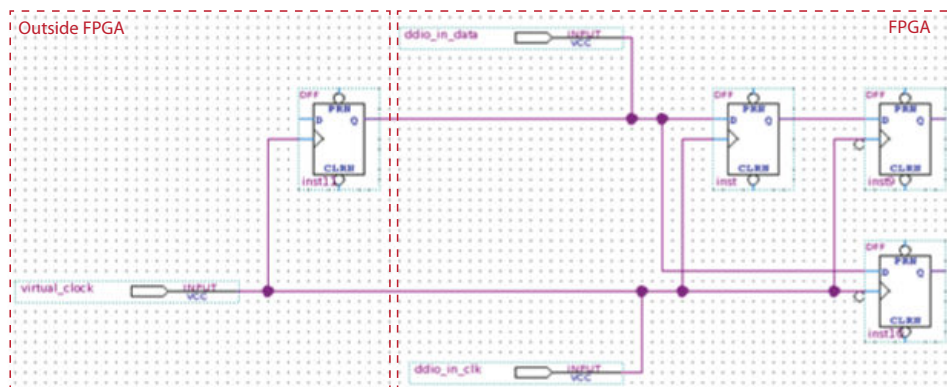 Outside FPGA
FPGA
ddio_in_data
INPUT
VCC
DFF
PRN
D
Q
CLRN
inst11
DFF
PRN
D
Q
CLRN
inst
DFF
PRN
D
Q
CLRN
inst9
virtual_clock
INPUT
VCC
DFF
PRN
D
Q
CLRN
inst10
ddio_in_clk
INPUT
VCC